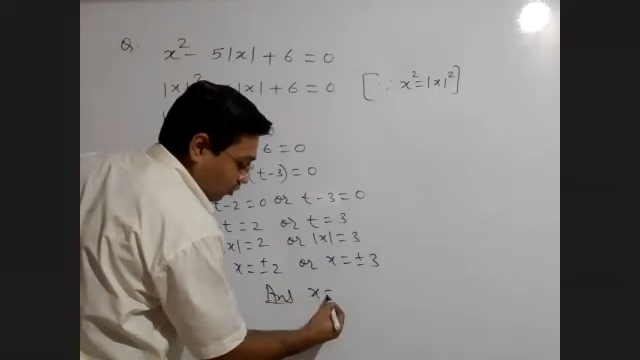 Q. x² - 5|x| + 6 = 0
|x|² |x| + 6 = 0 [∵ x² = |x|²]
6 = 0
(t-3) = 0
t-2 = 0 or t-3 = 0
t = 2 or t = 3
|x| = 2 or |x| = 3
x = ±2 or x = ±3
Ans x =